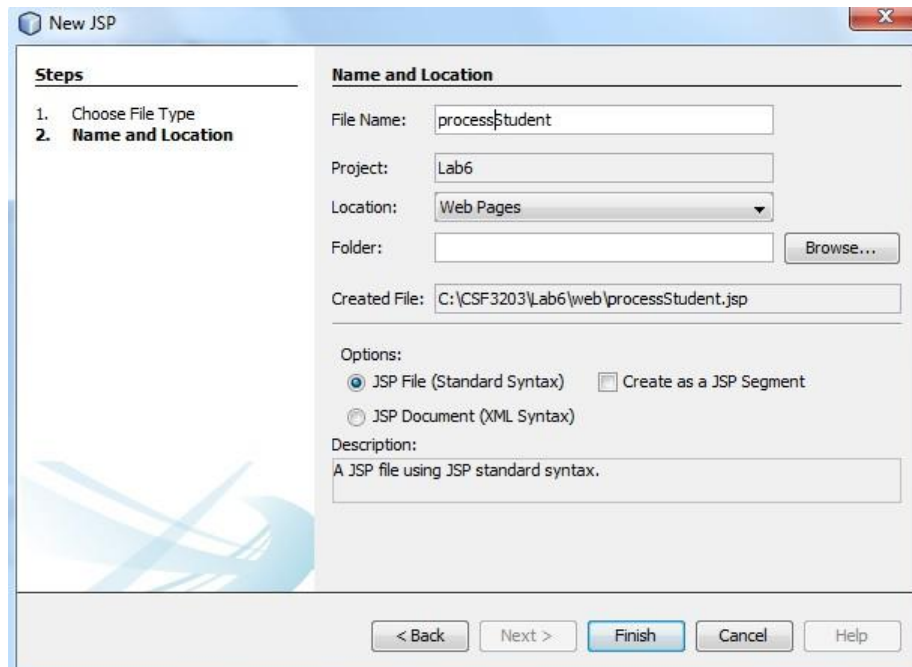 New JSP
Steps
1. Choose File Type
2. Name and Location
Name and Location
File Name: processStudent
Project: Lab6
Location: Web Pages
Folder: Browse...
Created File: C:\CSF3203\Lab6\web\processStudent.jsp
Options:
JSP File (Standard Syntax) Create as a JSP Segment
JSP Document (XML Syntax)
Description:
A JSP file using JSP standard syntax.
< Back Next > Finish Cancel Help